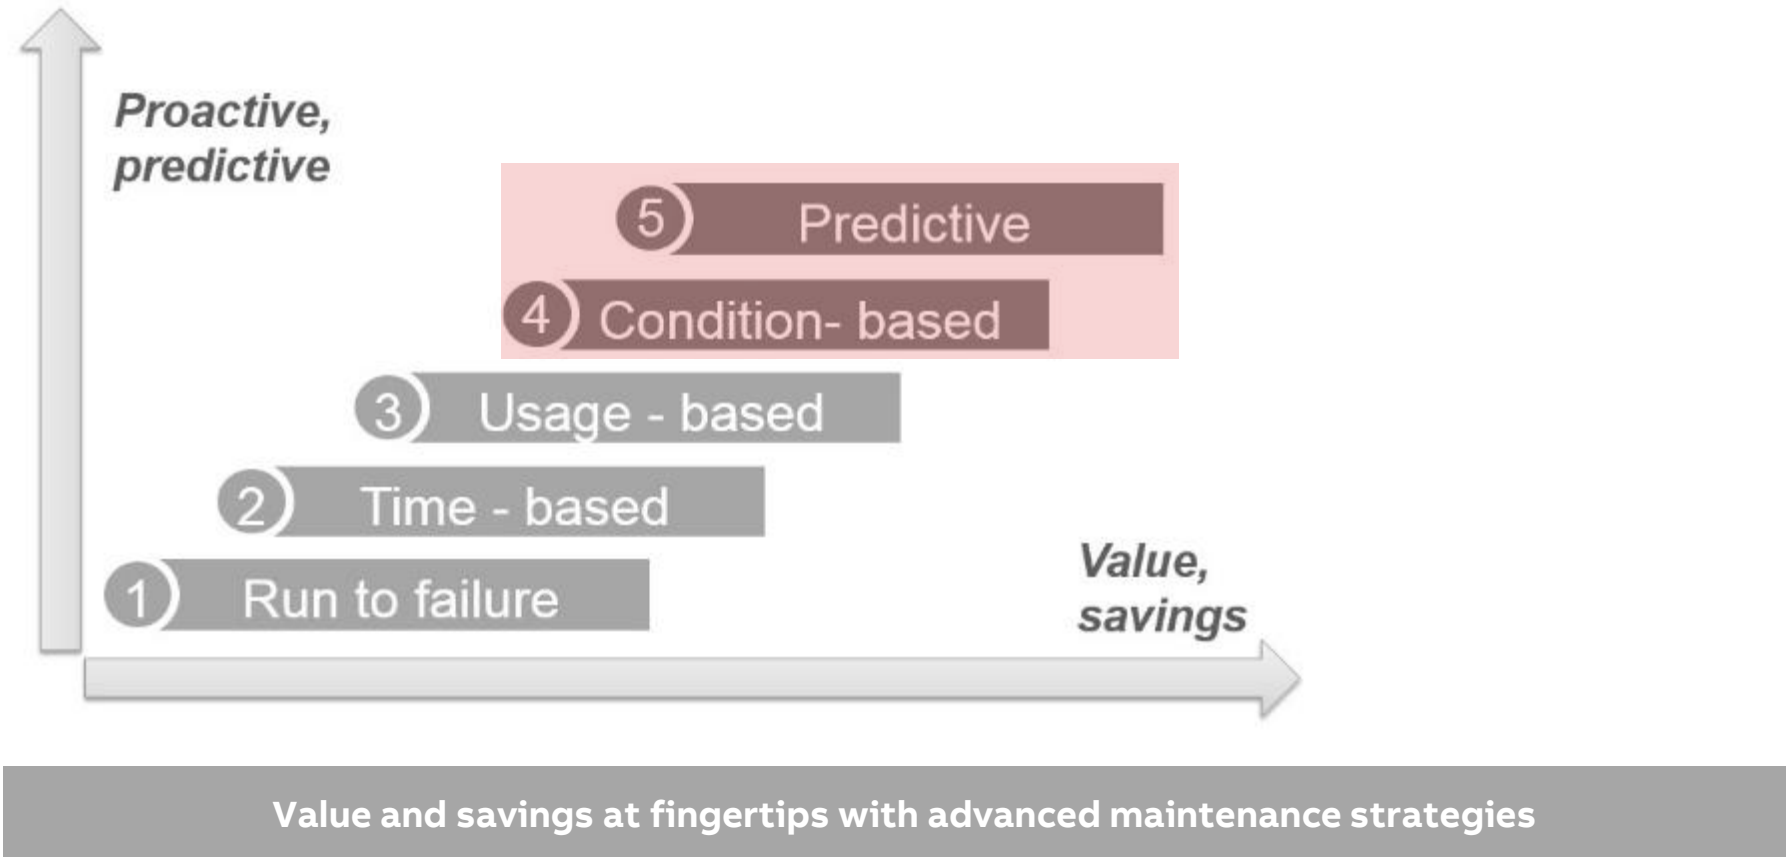 Proactive,
predictive
5 Predictive
4 Condition- based
3 Usage - based
2 Time - based
1 Run to failure
Value,
savings
Value and savings at fingertips with advanced maintenance strategies